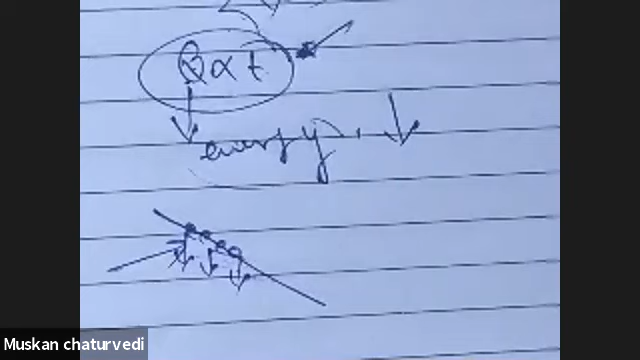 Q α t
energy
Muskan chaturvedi